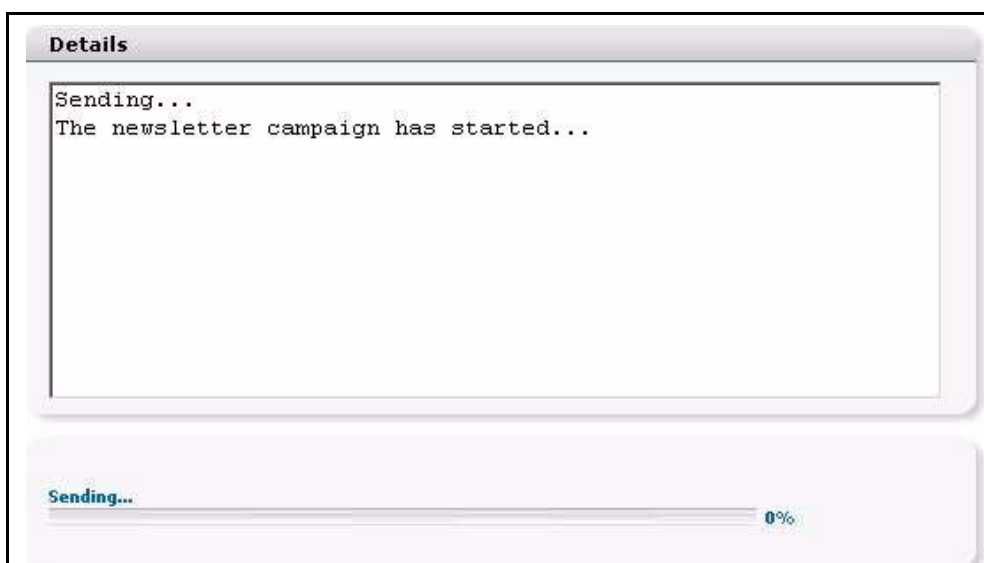 Details
Sending...
The newsletter campaign has started...
Sending...
0%